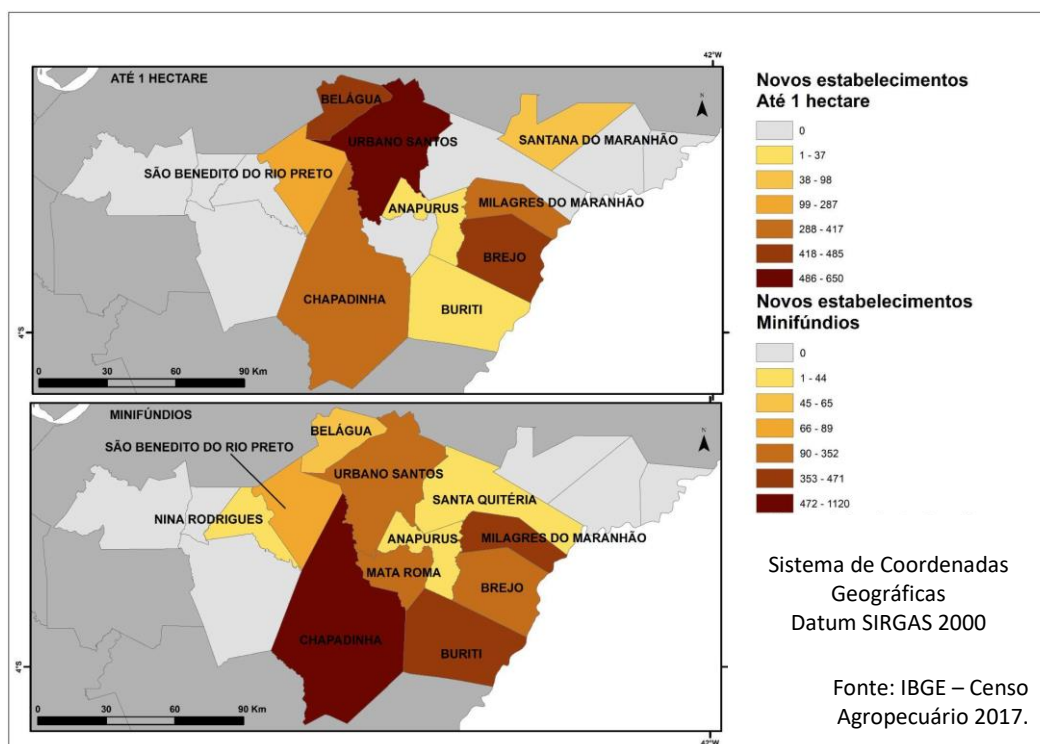 42°W
ATÉ 1 HECTARE
BELÁGUA
N
URBANO SANTOS
SANTANA DO MARANHÃO
SÃO BENEDITO DO RIO PRETO
ANAPURUS
MILAGRES DO MARANHÃO
BREJO
CHAPADINHA
BURITI
4°S
0 30 60 90 Km
Novos estabelecimentos
Até 1 hectare
0
1 - 37
38 - 98
99 - 287
288 - 417
418 - 485
486 - 650
Novos estabelecimentos
Minifúndios
0
1 - 44
45 - 65
66 - 89
90 - 352
353 - 471
472 - 1120
MINIFÚNDIOS
BELÁGUA
N
SÃO BENEDITO DO RIO PRETO
URBANO SANTOS
SANTA QUITÉRIA
NINA RODRIGUES
ANAPURUS
MILAGRES DO MARANHÃO
MATA ROMA
BREJO
CHAPADINHA
BURITI
4°S
0 30 60 90 Km
Sistema de Coordenadas
Geográficas
Datum SIRGAS 2000
Fonte: IBGE – Censo
Agropecuário 2017.